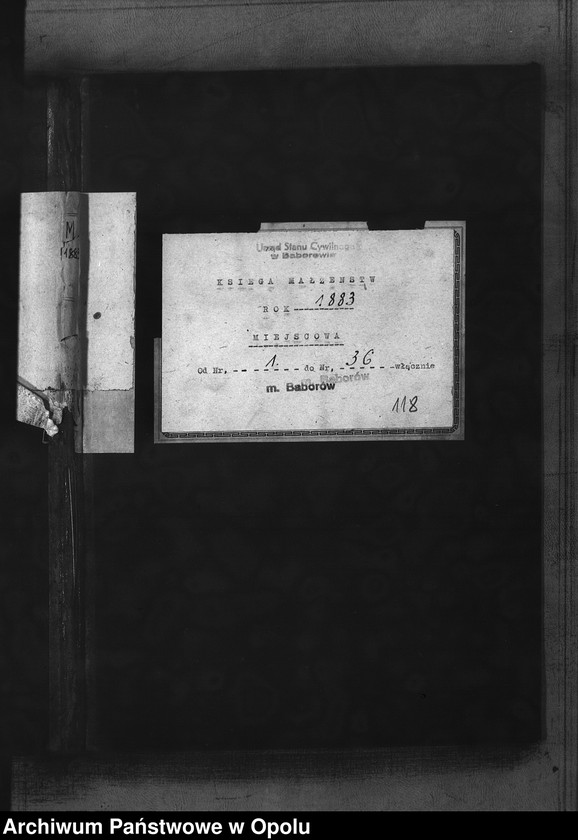 M
1883
Urząd Stanu Cywilnego
w Baborowie
KSIĘGA MAŁŻEŃSTW
ROK 1883
MIEJSCOWA
Od Nr, 1. do Nr, 36 włącznie
m. Baborów
m. Baborów
118
Archiwum Państwowe w Opolu